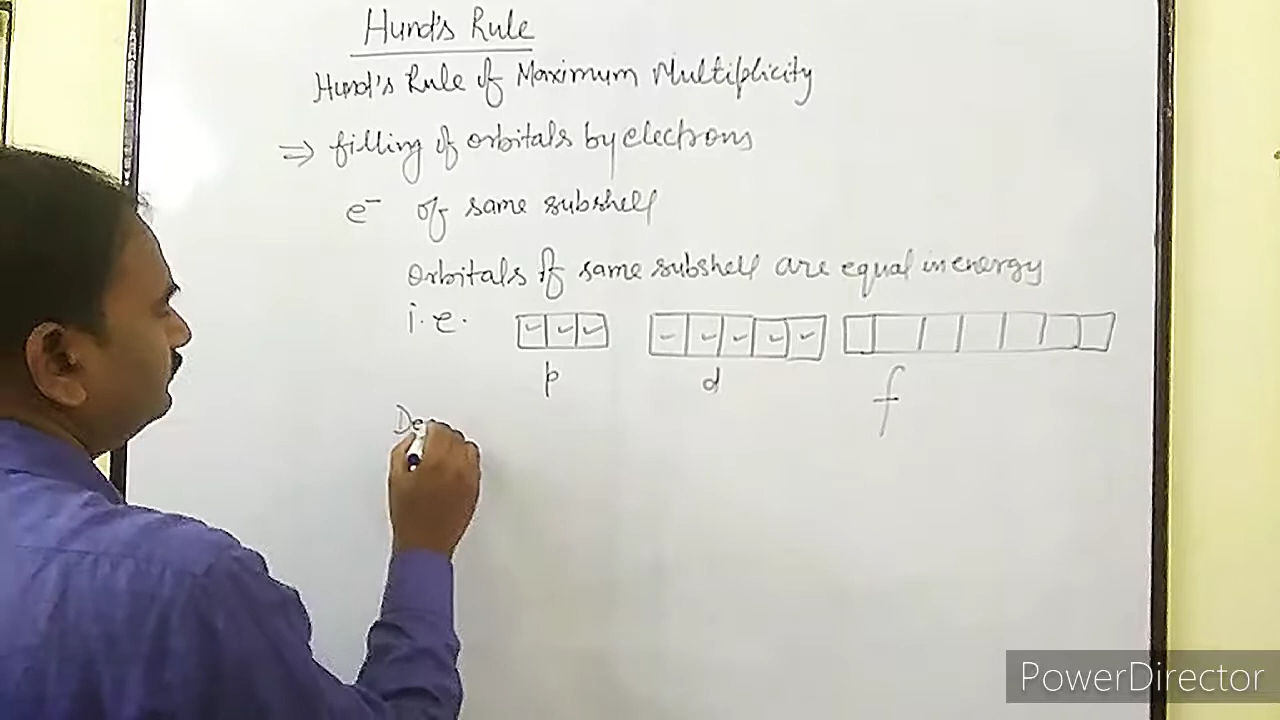 Hund's Rule
Hund's Rule of Maximum Multiplicity
⇒ filling of orbitals by electrons
e⁻ of same subshell
Orbitals of same subshell are equal in energy
i.e.
p d f
De
PowerDirector